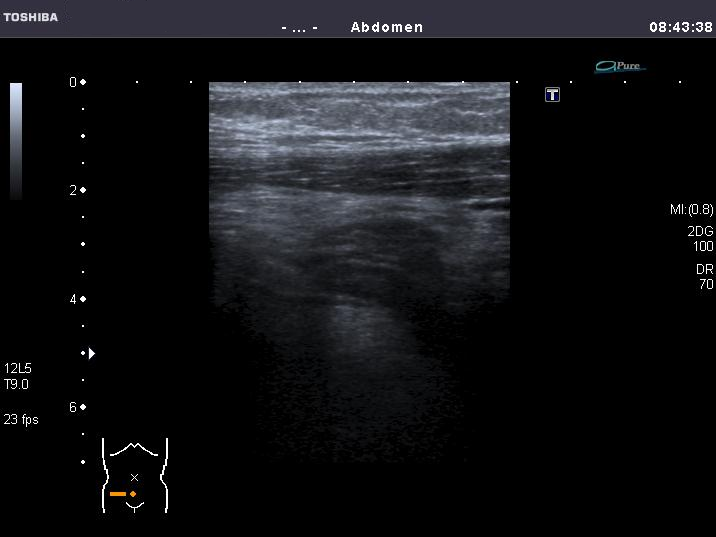 TOSHIBA
- ... - Abdomen 08:43:38
aPure
0
T
2
MI:(0.8)
2DG
100
DR
70
4
12L5
T9.0
6
23 fps